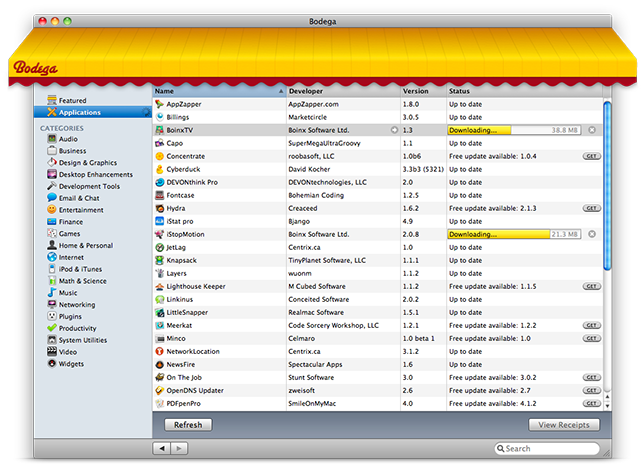 Bodega
Bodega
Featured
Applications
CATEGORIES
Audio
Business
Design & Graphics
Desktop Enhancements
Development Tools
Email & Chat
Entertainment
Finance
Games
Home & Personal
Internet
iPod & iTunes
Math & Science
Music
Networking
Plugins
Productivity
System Utilities
Video
Widgets
Name Developer Version Status
AppZapper AppZapper.com 1.8.0 Up to date
Billings Marketcircle 3.0.5 Up to date
BoinxTV Boinx Software Ltd. 1.3 Downloading... 38.8 MB
Capo SuperMegaUltraGroovy 1.1 Up to date
Concentrate roobasoft, LLC 1.0b6 Free update available: 1.0.4 GET
Cyberduck David Kocher 3.3b3 (5321) Up to date
DEVONthink Pro DEVONtechnologies, LLC 2.0 Up to date
Fontcase Bohemian Coding 1.2.5 Up to date
Hydra Creaceed 1.6.2 Free update available: 2.1.3 GET
iStat pro Bjango 4.9 Up to date
iStopMotion Boinx Software Ltd. 2.0.8 Downloading... 21.3 MB
JetLag Centrix.ca 1.0 Up to date
Knapsack TinyPlanet Software, LLC 1.1.1 Up to date
Layers wuonm 1.1.2 Up to date
Lighthouse Keeper M Cubed Software 1.1.2 Free update available: 1.1.5 GET
Linkinus Conceited Software 2.0.2 Up to date
LittleSnapper Realmac Software 1.5.1 Up to date
Meerkat Code Sorcery Workshop, LLC 1.2.1 Free update available: 1.2.2 GET
Minco Celmaro 1.0 beta 1 Free update available: 1.0 GET
NetworkLocation Centrix.ca 3.1.2 Up to date
NewsFire Spectacular Apps 1.6 Up to date
On The Job Stunt Software 3.0 Free update available: 3.0.2 GET
OpenDNS Updater zweisoft 2.6 Free update available: 2.7 GET
PDFpenPro SmileOnMyMac 4.0 Free update available: 4.1.2 GET
Refresh View Receipts
Search